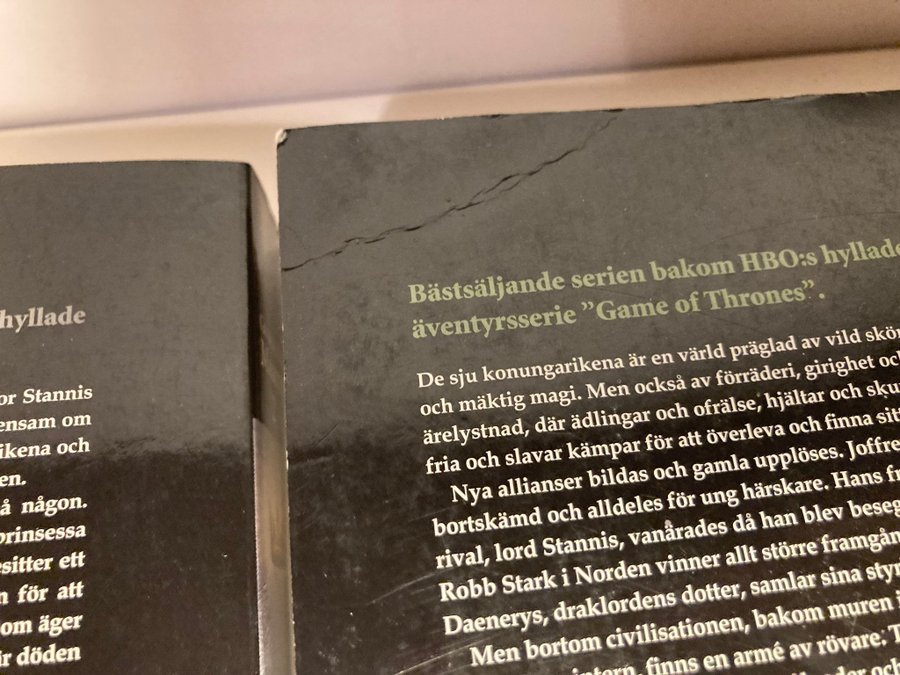 hyllade
or Stannis
ensam om
ikena och
en.
å någon.
prinsessa
esitter ett
n för att
om äger
är döden
Bästsäljande serien bakom HBO:s hyllade
äventyrsserie ”Game of Thrones”.
De sju konungarikena är en värld präglad av vild skön
och mäktig magi. Men också av förräderi, girighet och
ärelystnad, där ädlingar och ofrälse, hjältar och skur
fria och slavar kämpar för att överleva och finna sitt
Nya allianser bildas och gamla upplöses. Joffre
bortskämd och alldeles för ung härskare. Hans fr
rival, lord Stannis, vanärades då han blev beseg
Robb Stark i Norden vinner allt större framgån
Daenerys, draklordens dotter, samlar sina styr
Men bortom civilisationen, bakom muren i
intern, finns en armé av rövare: T
och